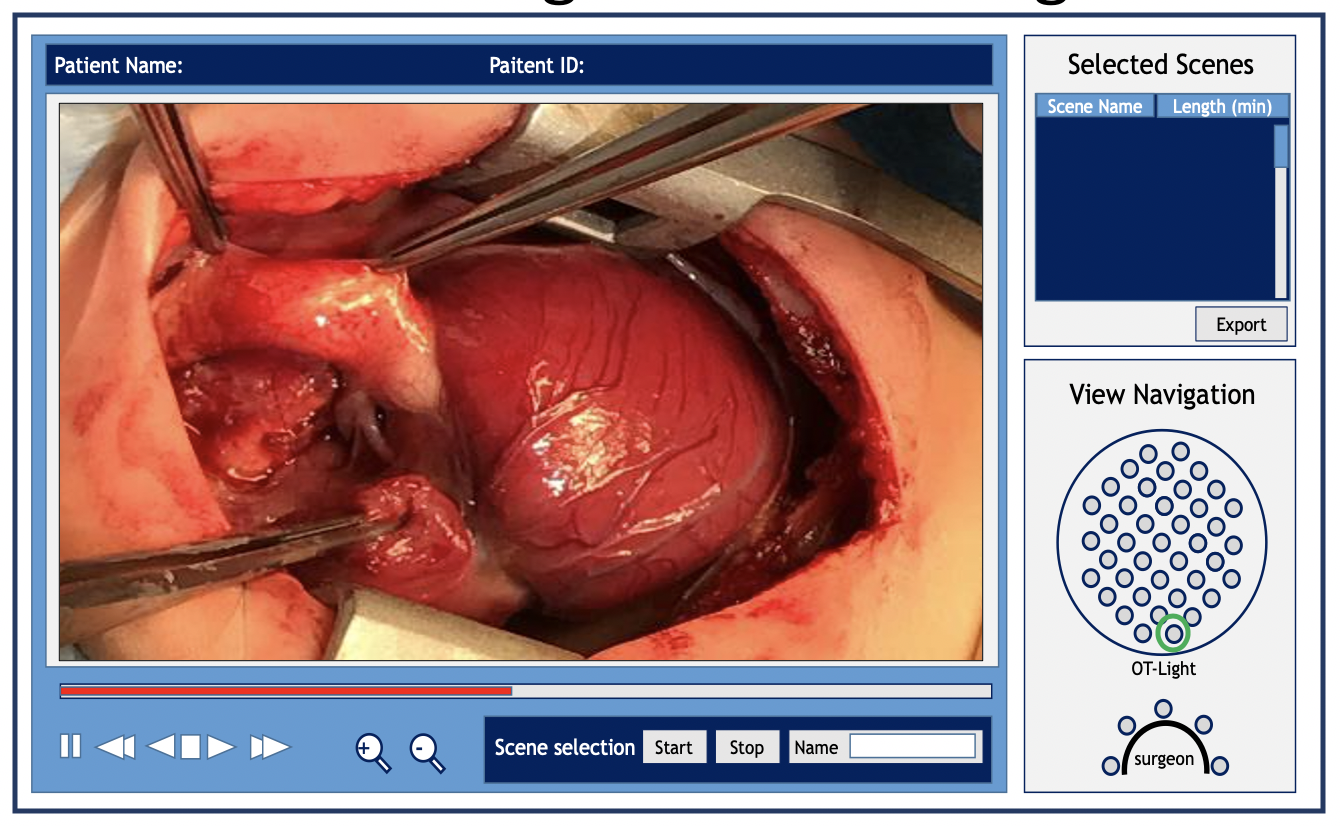 Patient Name:
Paitent ID:
Selected Scenes
Scene Name
Length (min)
Export
View Navigation
OT-Light
surgeon
+
-
Scene selection
Start
Stop
Name